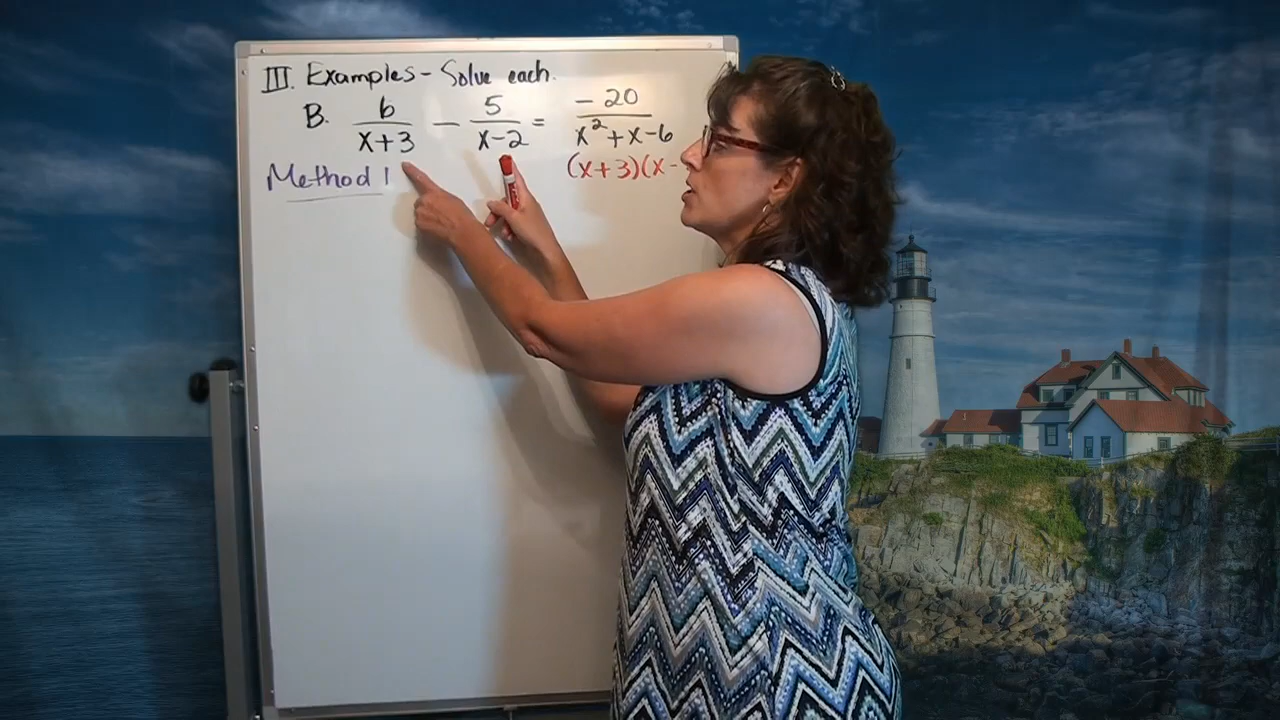 III. Examples - Solve each.
B. 6/(x+3) - 5/(x-2) = -20/(x²+x-6)
(x+3)(x-
Method 1